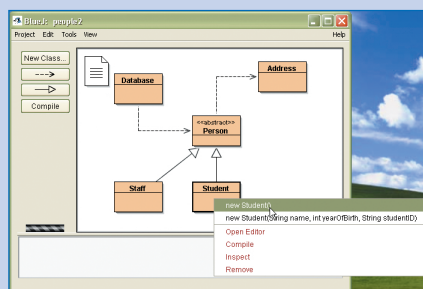 BlueJ: people2
Project Edit Tools View Help
New Class...
Compile
Database
Address
<<abstract>>
Person
Staff
Student
new Student()
new Student(String name, int yearOfBirth, String studentID)
Open Editor
Compile
Inspect
Remove